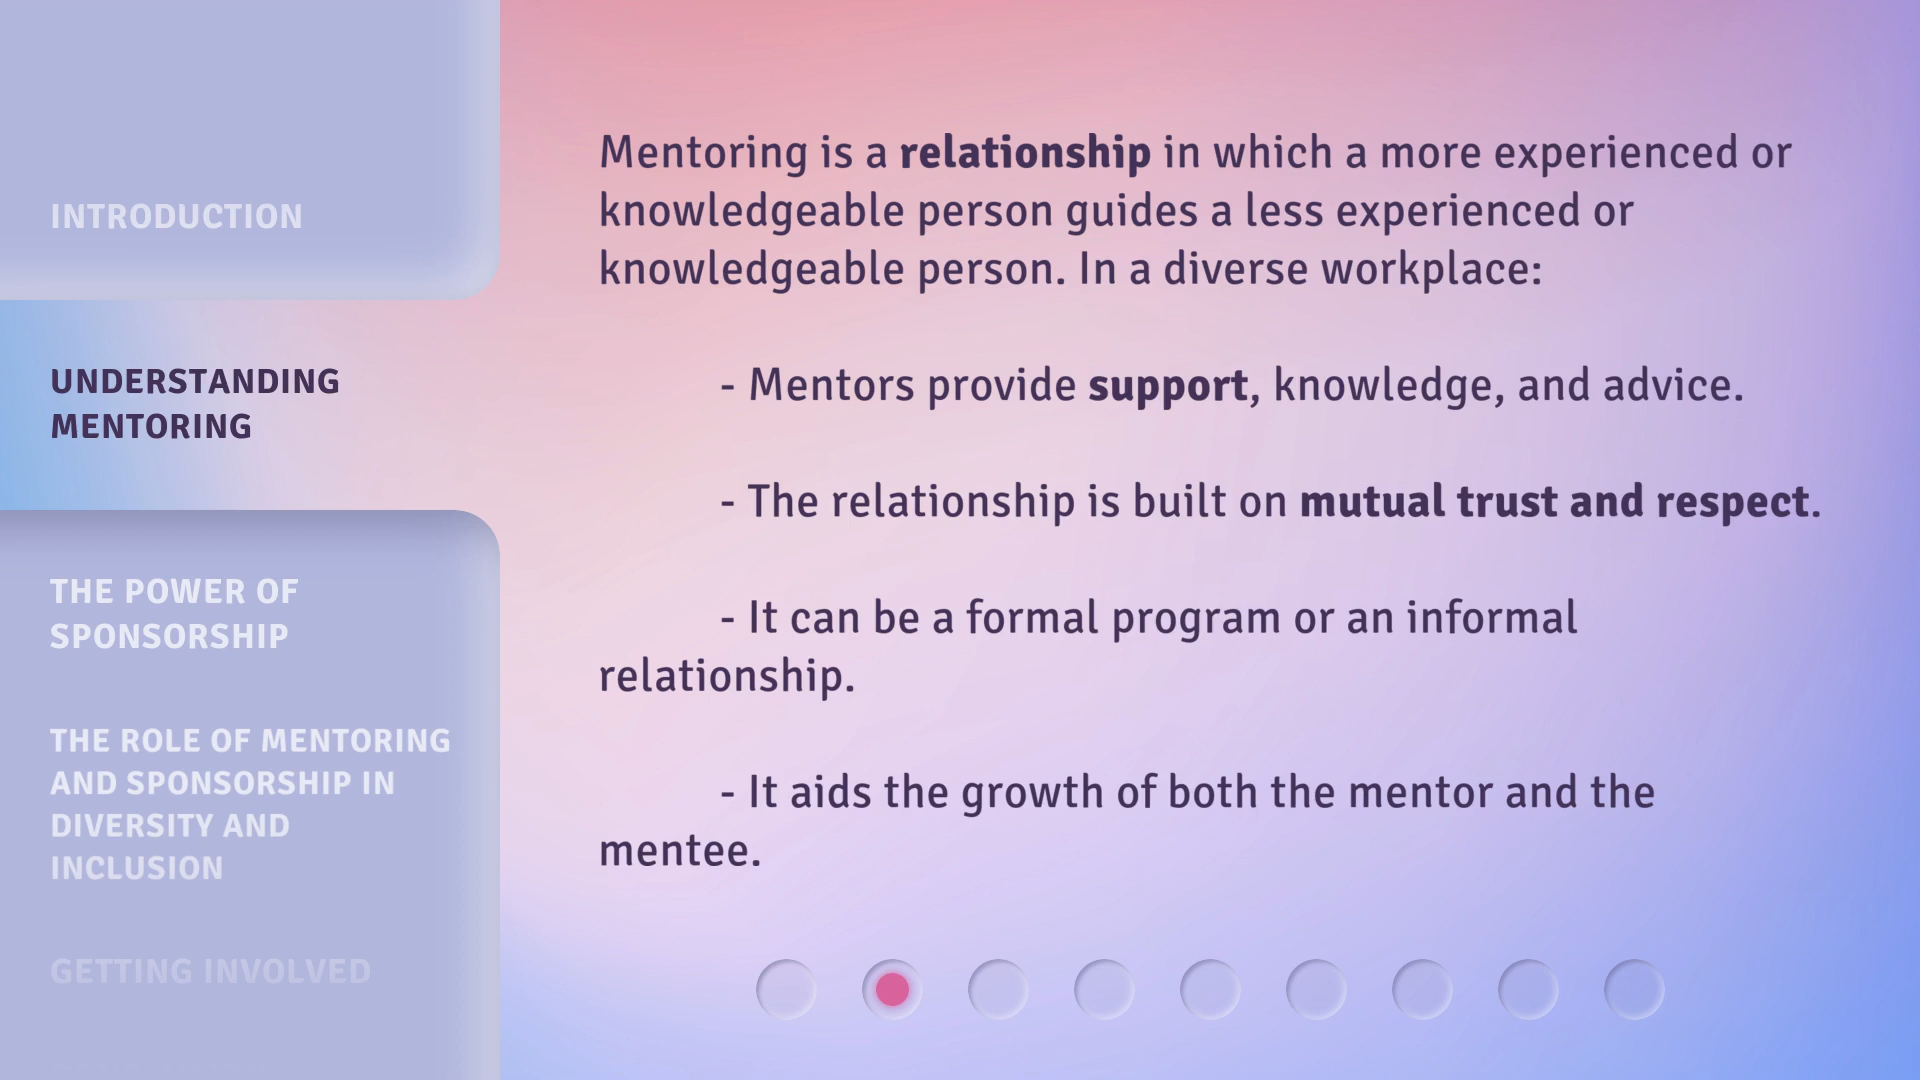 INTRODUCTION
UNDERSTANDING
MENTORING
THE POWER OF
SPONSORSHIP
THE ROLE OF MENTORING
AND SPONSORSHIP IN
DIVERSITY AND
INCLUSION
GETTING INVOLVED
Mentoring is a relationship in which a more experienced or
knowledgeable person guides a less experienced or
knowledgeable person. In a diverse workplace:
- Mentors provide support, knowledge, and advice.
- The relationship is built on mutual trust and respect.
- It can be a formal program or an informal
relationship.
- It aids the growth of both the mentor and the
mentee.